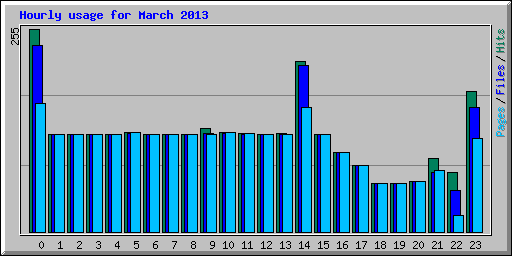 Hourly usage for March 2013
255
Pages/Files/Hits
0 1 2 3 4 5 6 7 8 9 10 11 12 13 14 15 16 17 18 19 20 21 22 23